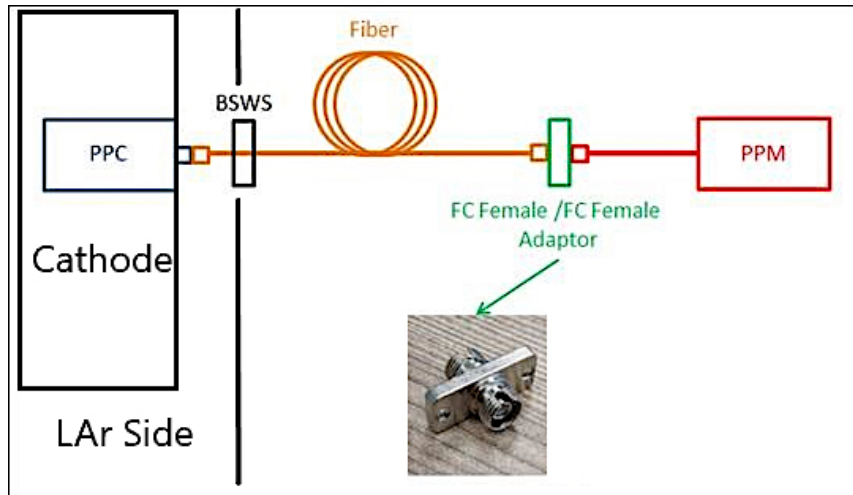 Fiber
BSWS
PPC
PPM
FC Female /FC Female
Adaptor
Cathode
LAr Side